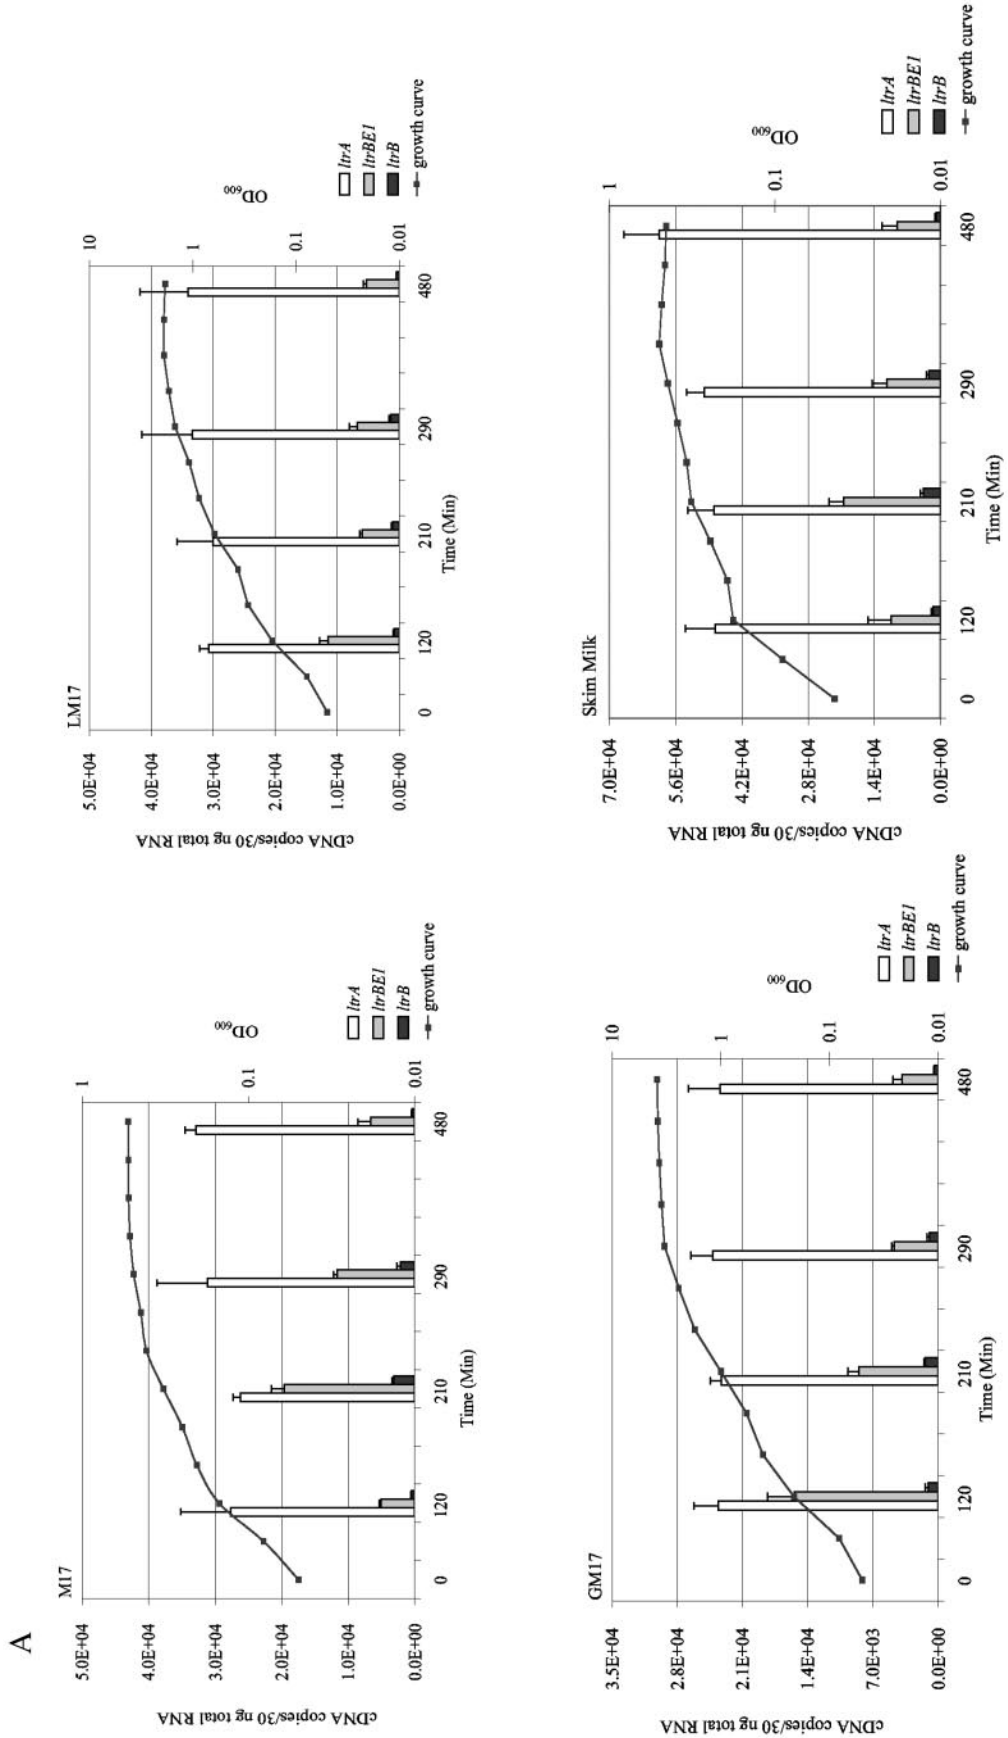 A
M17
5.0E+04
4.0E+04
3.0E+04
2.0E+04
1.0E+04
0.0E+00
cDNA copies/30 ng total RNA
0
120
210
290
480
Time (Min)
1
0.1
0.01
OD600
ltrA
ltrBE1
ltrB
growth curve
LM17
5.0E+04
4.0E+04
3.0E+04
2.0E+04
1.0E+04
0.0E+00
cDNA copies/30 ng total RNA
0
120
210
290
480
Time (Min)
10
1
0.1
0.01
OD600
ltrA
ltrBE1
ltrB
growth curve
GM17
3.5E+04
2.8E+04
2.1E+04
1.4E+04
7.0E+03
0.0E+00
cDNA copies/30 ng total RNA
0
120
210
290
480
Time (Min)
10
1
0.1
0.01
OD600
ltrA
ltrBE1
ltrB
growth curve
Skim Milk
7.0E+04
5.6E+04
4.2E+04
2.8E+04
1.4E+04
0.0E+00
cDNA copies/30 ng total RNA
0
120
210
290
480
Time (Min)
1
0.1
0.01
OD600
ltrA
ltrBE1
ltrB
growth curve